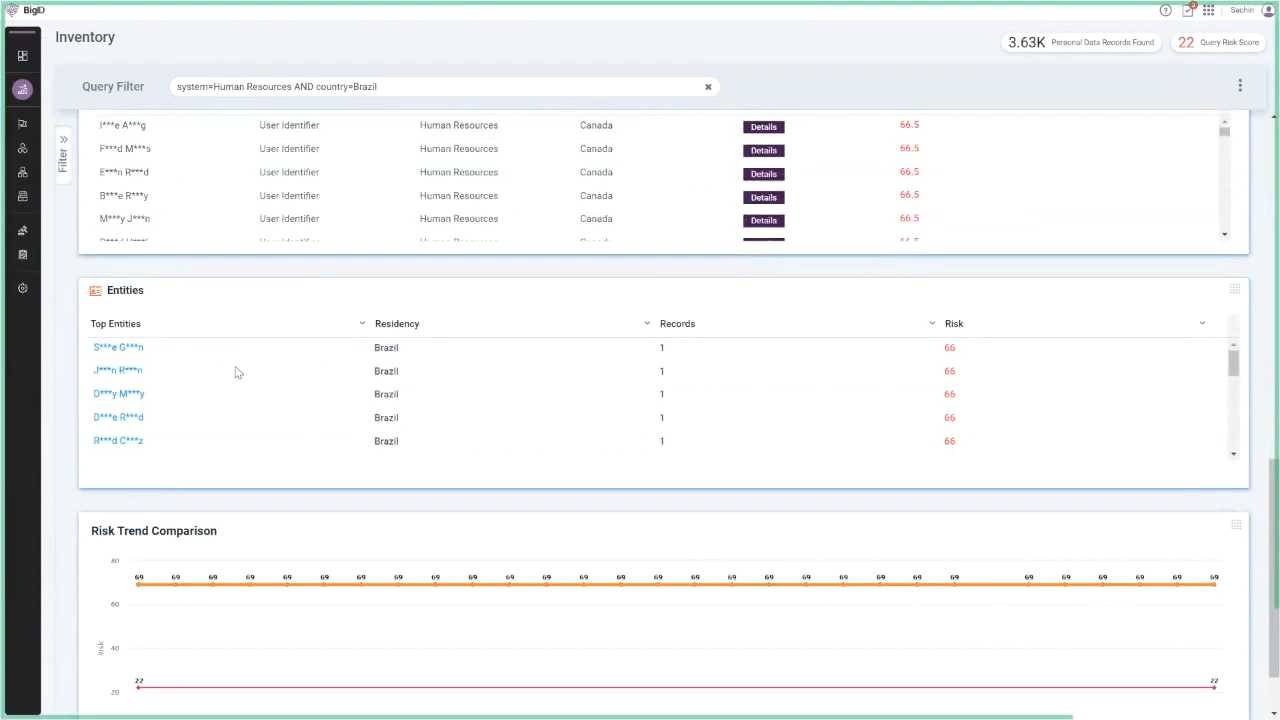 BigID
3
Sachin
Inventory
3.63K Personal Data Records Found
22 Query Risk Score
Query Filter system=Human Resources AND country=Brazil
Filter
I***e A***g User Identifier Human Resources Canada Details 66.5
F***d M***s User Identifier Human Resources Canada Details 66.5
E***n R***d User Identifier Human Resources Canada Details 66.5
B***e R***y User Identifier Human Resources Canada Details 66.5
M***y J***n User Identifier Human Resources Canada Details 66.5
Entities
Top Entities Residency Records Risk
S***e G***n Brazil 1 66
J***n R***n Brazil 1 66
D***y M***y Brazil 1 66
D***e R***d Brazil 1 66
R***d C***z Brazil 1 66
Risk Trend Comparison
80
69 69 69 69 69 69 69 69 69 69 69 69 69 69 69 69 69 69 69 69 69 69 69 69 69 69 69 69 69
60
Risk
40
22 22
20